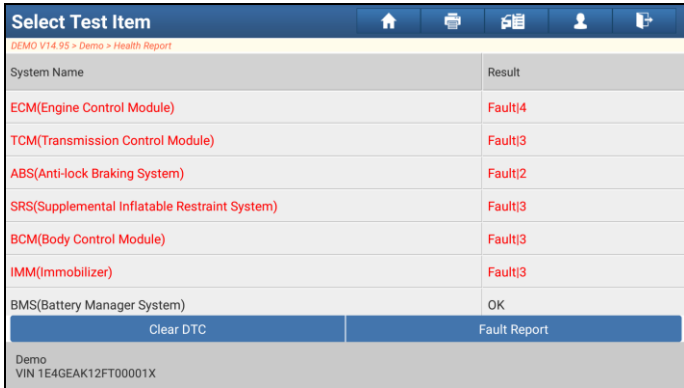 Select Test Item
DEMO V14.95 > Demo > Health Report
System Name Result
ECM(Engine Control Module) Fault|4
TCM(Transmission Control Module) Fault|3
ABS(Anti-lock Braking System) Fault|2
SRS(Supplemental Inflatable Restraint System) Fault|3
BCM(Body Control Module) Fault|3
IMM(Immobilizer) Fault|3
BMS(Battery Manager System) OK
Clear DTC Fault Report
Demo
VIN 1E4GEAK12FT00001X